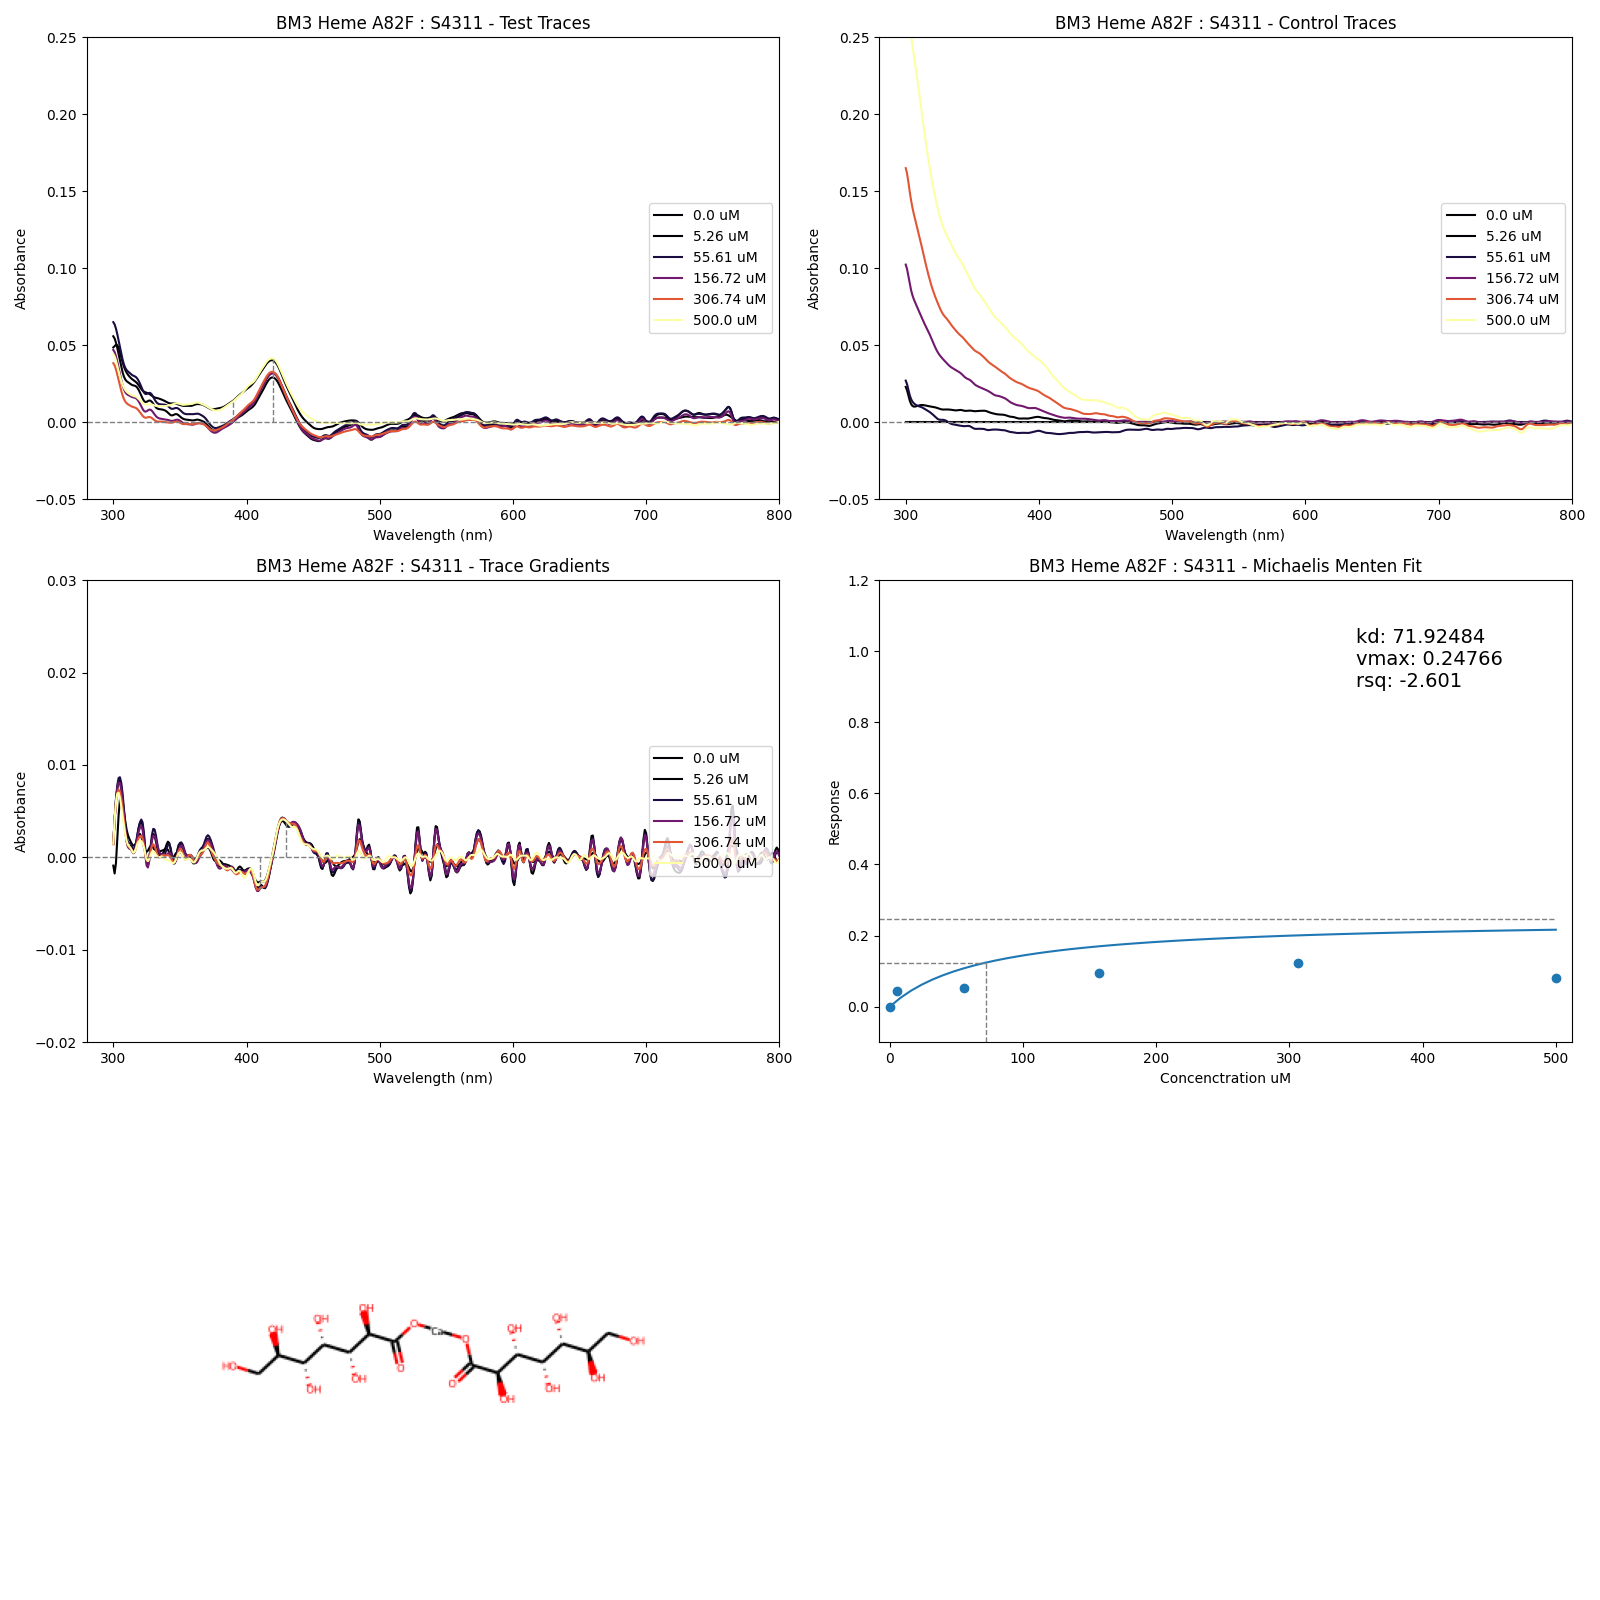 BM3 Heme A82F : S4311 - Test Traces
0.25
0.20
0.15
0.10
0.05
0.00
−0.05
Absorbance
300 400 500 600 700 800
Wavelength (nm)
0.0 uM
5.26 uM
55.61 uM
156.72 uM
306.74 uM
500.0 uM
BM3 Heme A82F : S4311 - Control Traces
0.25
0.20
0.15
0.10
0.05
0.00
−0.05
Absorbance
300 400 500 600 700 800
Wavelength (nm)
0.0 uM
5.26 uM
55.61 uM
156.72 uM
306.74 uM
500.0 uM
BM3 Heme A82F : S4311 - Trace Gradients
0.03
0.02
0.01
0.00
−0.01
−0.02
Absorbance
300 400 500 600 700 800
Wavelength (nm)
0.0 uM
5.26 uM
55.61 uM
156.72 uM
306.74 uM
500.0 uM
BM3 Heme A82F : S4311 - Michaelis Menten Fit
1.2
1.0
0.8
0.6
0.4
0.2
0.0
Response
0 100 200 300 400 500
Concenctration uM
kd: 71.92484
vmax: 0.24766
rsq: -2.601
OH OH OH O Ca O OH OH OH
HO OH OH O O OH OH OH